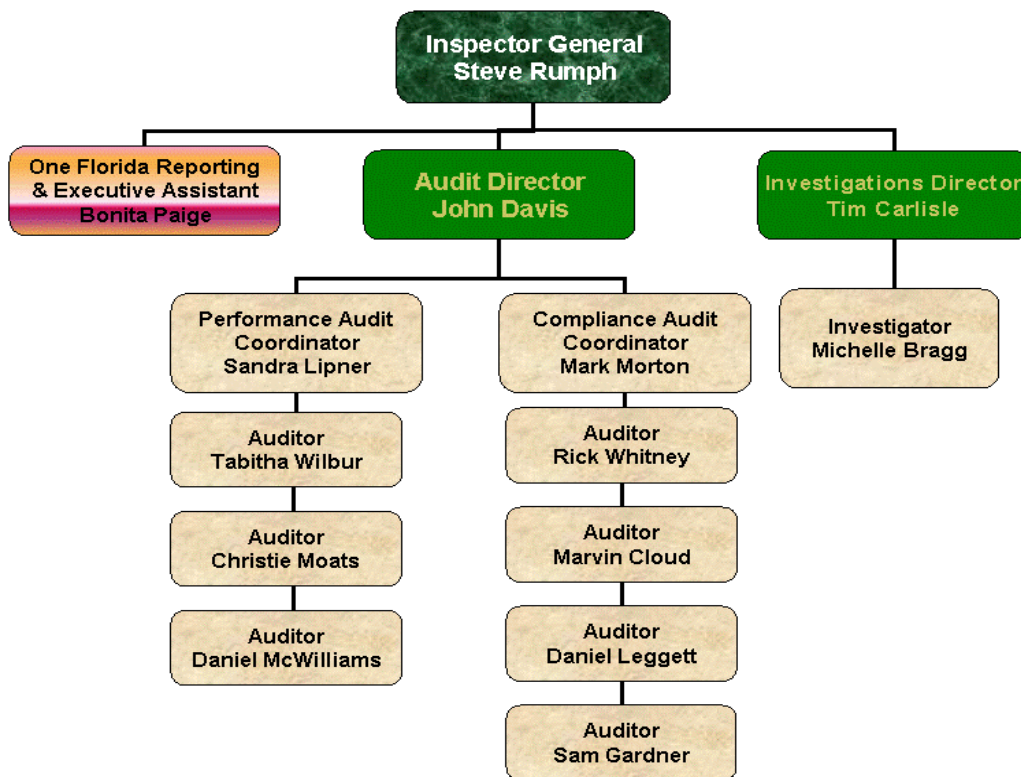 Inspector General
Steve Rumph
One Florida Reporting
& Executive Assistant
Bonita Paige
Audit Director
John Davis
Investigations Director
Tim Carlisle
Performance Audit
Coordinator
Sandra Lipner
Compliance Audit
Coordinator
Mark Morton
Investigator
Michelle Bragg
Auditor
Tabitha Wilbur
Auditor
Rick Whitney
Auditor
Christie Moats
Auditor
Marvin Cloud
Auditor
Daniel McWilliams
Auditor
Daniel Leggett
Auditor
Sam Gardner